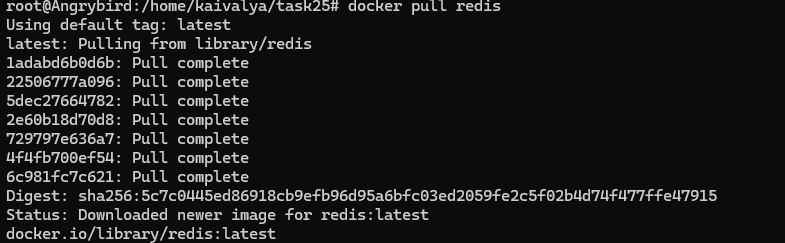 root@Angrybird:/home/kaivalya/task25# docker pull redis
Using default tag: latest
latest: Pulling from library/redis
1adabd6b0d6b: Pull complete
22506777a096: Pull complete
5dec27664782: Pull complete
2e60b18d70d8: Pull complete
729797e636a7: Pull complete
4f4fb700ef54: Pull complete
6c981fc7c621: Pull complete
Digest: sha256:5c7c0445ed86918cb9efb96d95a6bfc03ed2059fe2c5f02b4d74f477ffe47915
Status: Downloaded newer image for redis:latest
docker.io/library/redis:latest